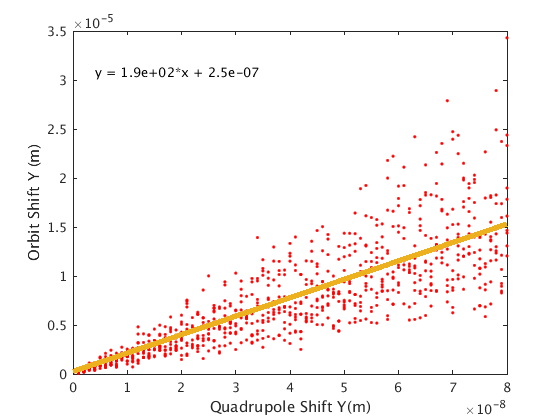 ×10⁻⁵
3.5
y = 1.9e+02*x + 2.5e-07
3
2.5
2
1.5
1
0.5
0
Orbit Shift Y (m)
0 1 2 3 4 5 6 7 8
Quadrupole Shift Y(m)
×10⁻⁸